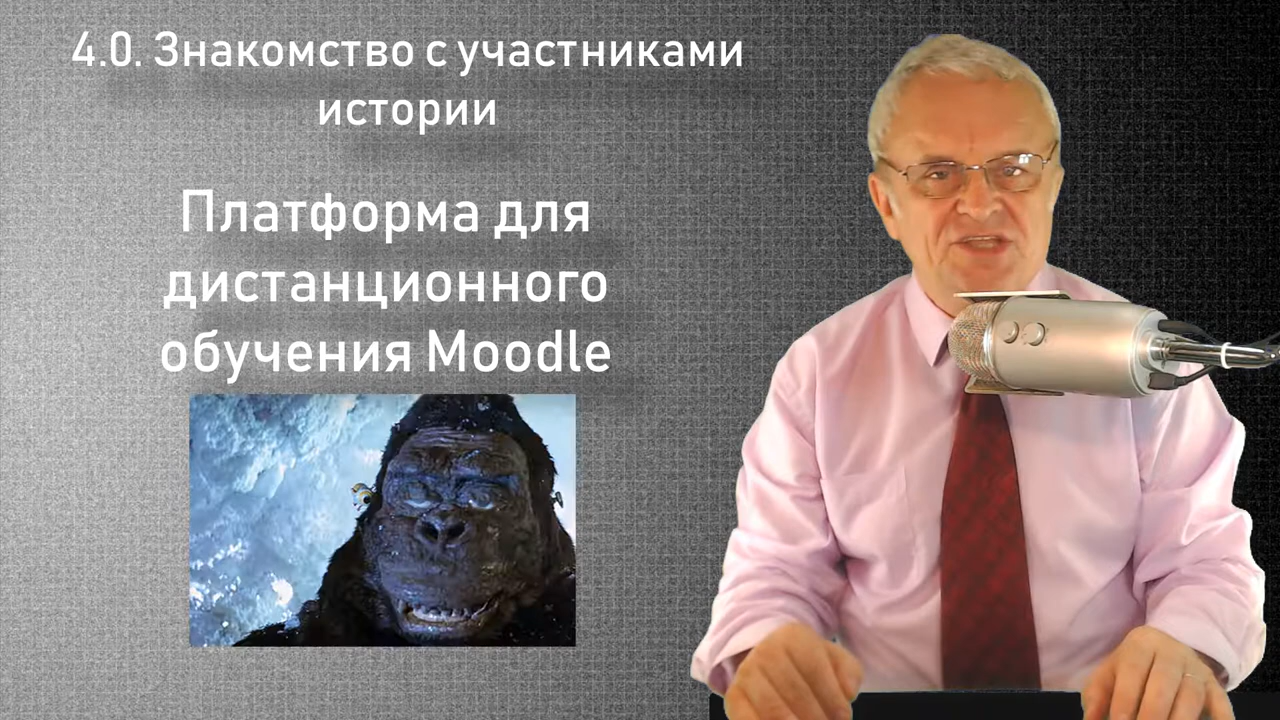 4.0. Знакомство с участниками
истории
Платформа для
дистанционного
обучения Moodle